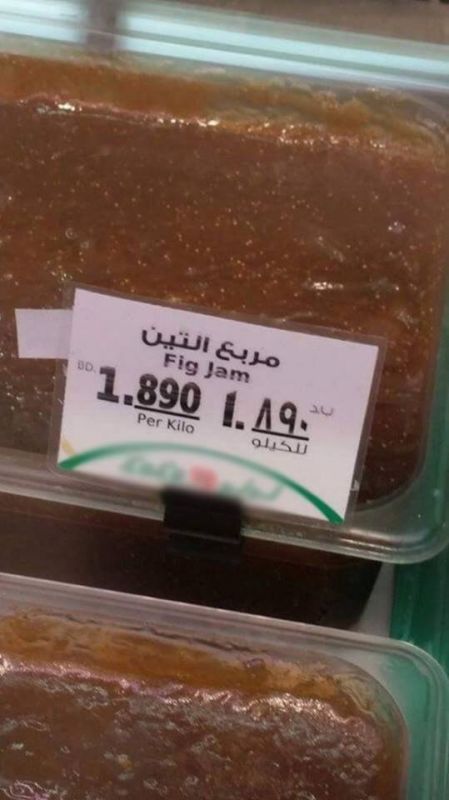 مربع التين
Fig Jam
BD. 1.890 ١.٨٩٠ د.ب
Per Kilo للكيلو